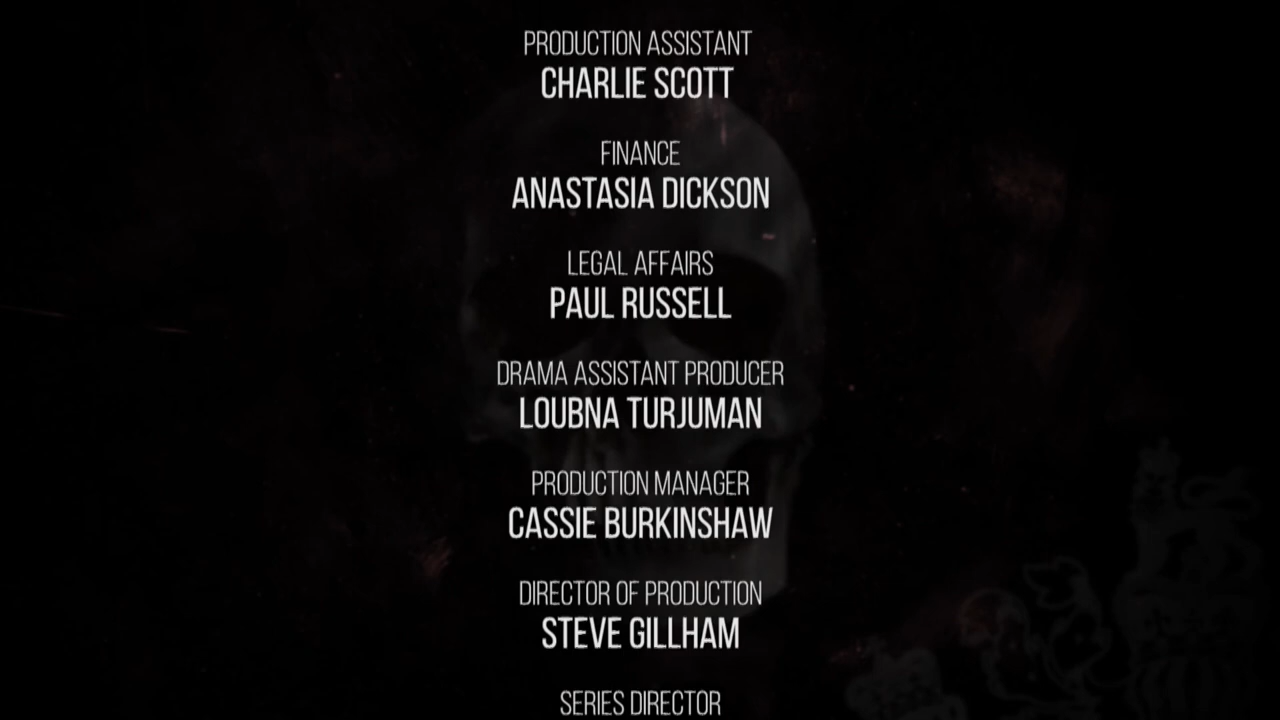 PRODUCTION ASSISTANT
CHARLIE SCOTT
FINANCE
ANASTASIA DICKSON
LEGAL AFFAIRS
PAUL RUSSELL
DRAMA ASSISTANT PRODUCER
LOUBNA TURJUMAN
PRODUCTION MANAGER
CASSIE BURKINSHAW
DIRECTOR OF PRODUCTION
STEVE GILLHAM
SERIES DIRECTOR